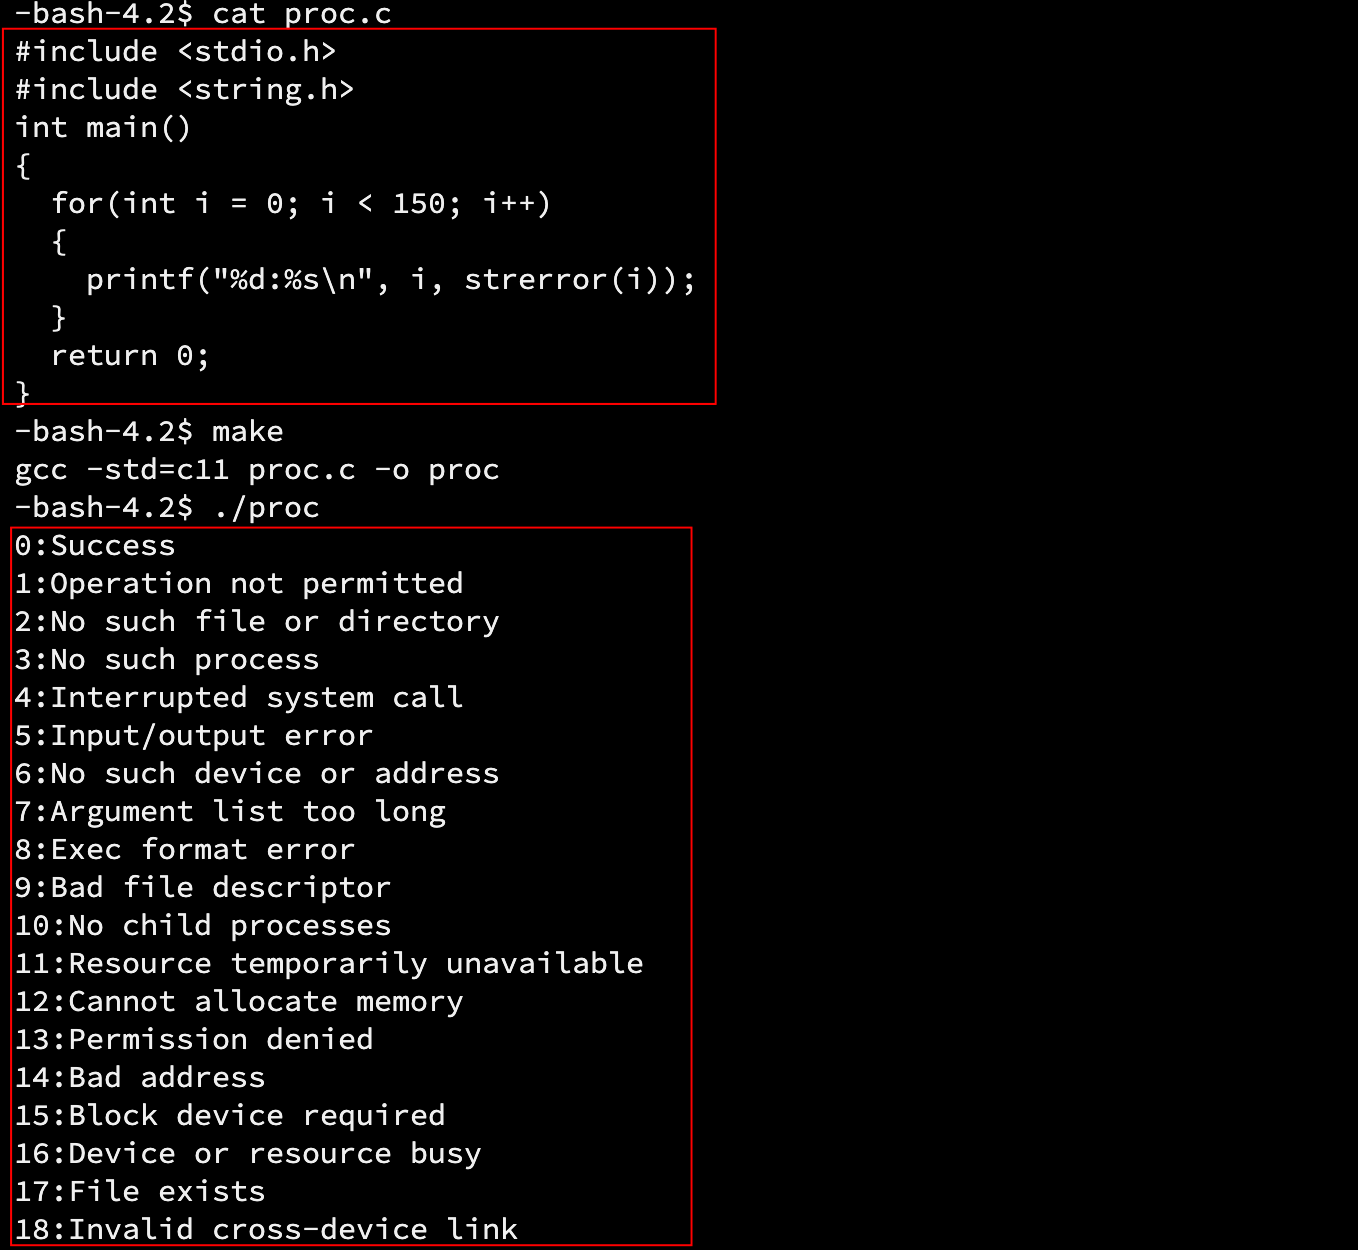 -bash-4.2$ cat proc.c
#include <stdio.h>
#include <string.h>
int main()
{
  for(int i = 0; i < 150; i++)
  {
    printf("%d:%s\n", i, strerror(i));
  }
  return 0;
}
-bash-4.2$ make
gcc -std=c11 proc.c -o proc
-bash-4.2$ ./proc
0:Success
1:Operation not permitted
2:No such file or directory
3:No such process
4:Interrupted system call
5:Input/output error
6:No such device or address
7:Argument list too long
8:Exec format error
9:Bad file descriptor
10:No child processes
11:Resource temporarily unavailable
12:Cannot allocate memory
13:Permission denied
14:Bad address
15:Block device required
16:Device or resource busy
17:File exists
18:Invalid cross-device link